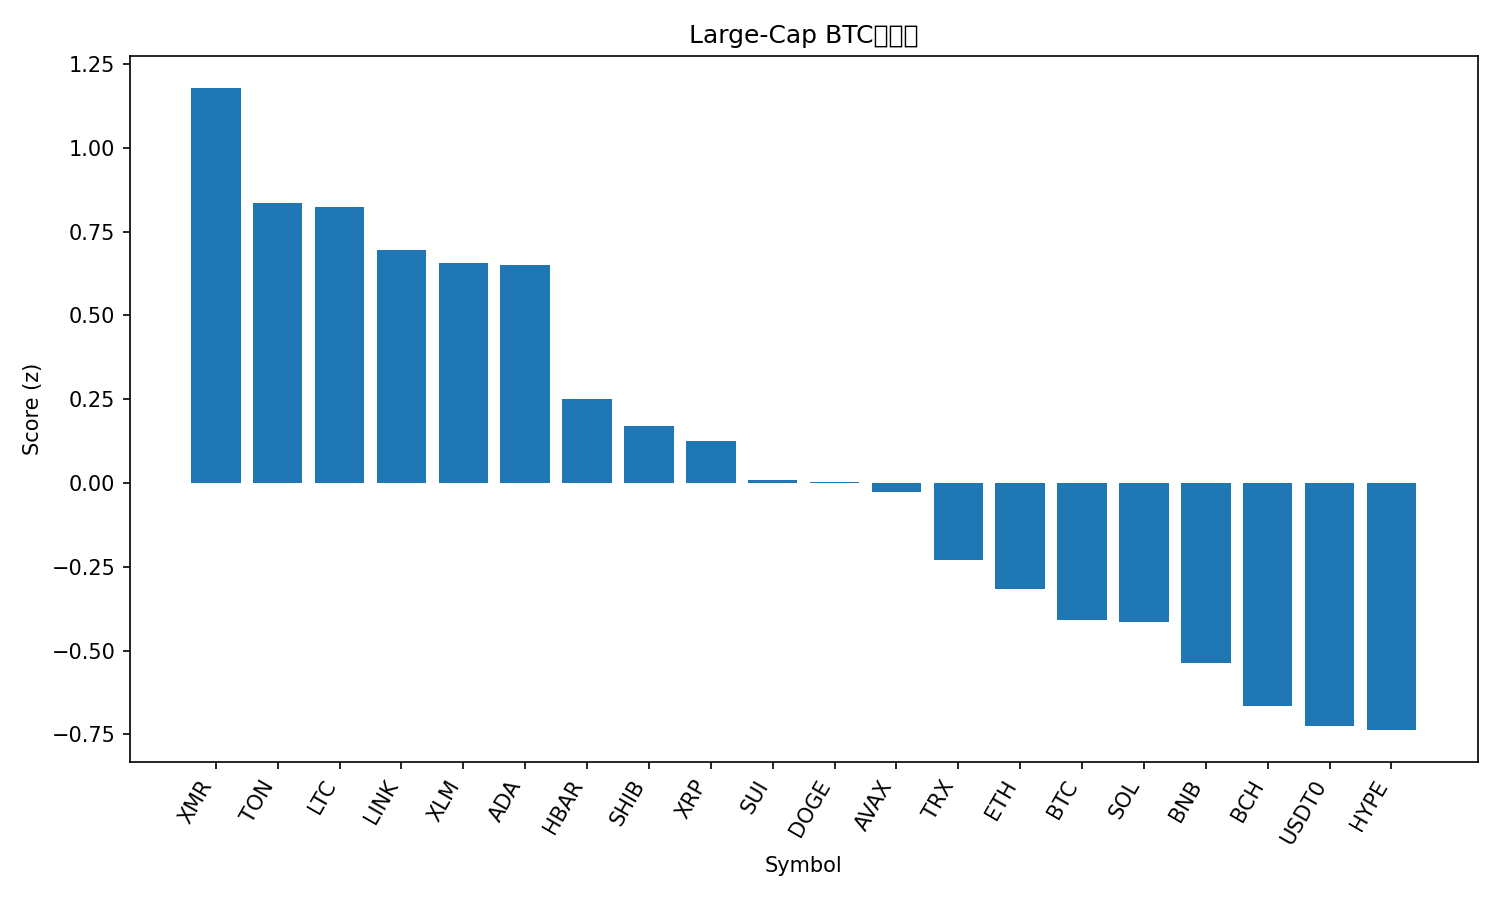 Large-Cap BTC
1.25
1.00
0.75
0.50
0.25
0.00
−0.25
−0.50
−0.75
Score (z)
XMR
TON
LTC
LINK
XLM
ADA
HBAR
SHIB
XRP
SUI
DOGE
AVAX
TRX
ETH
BTC
SOL
BNB
BCH
USDT0
HYPE
Symbol